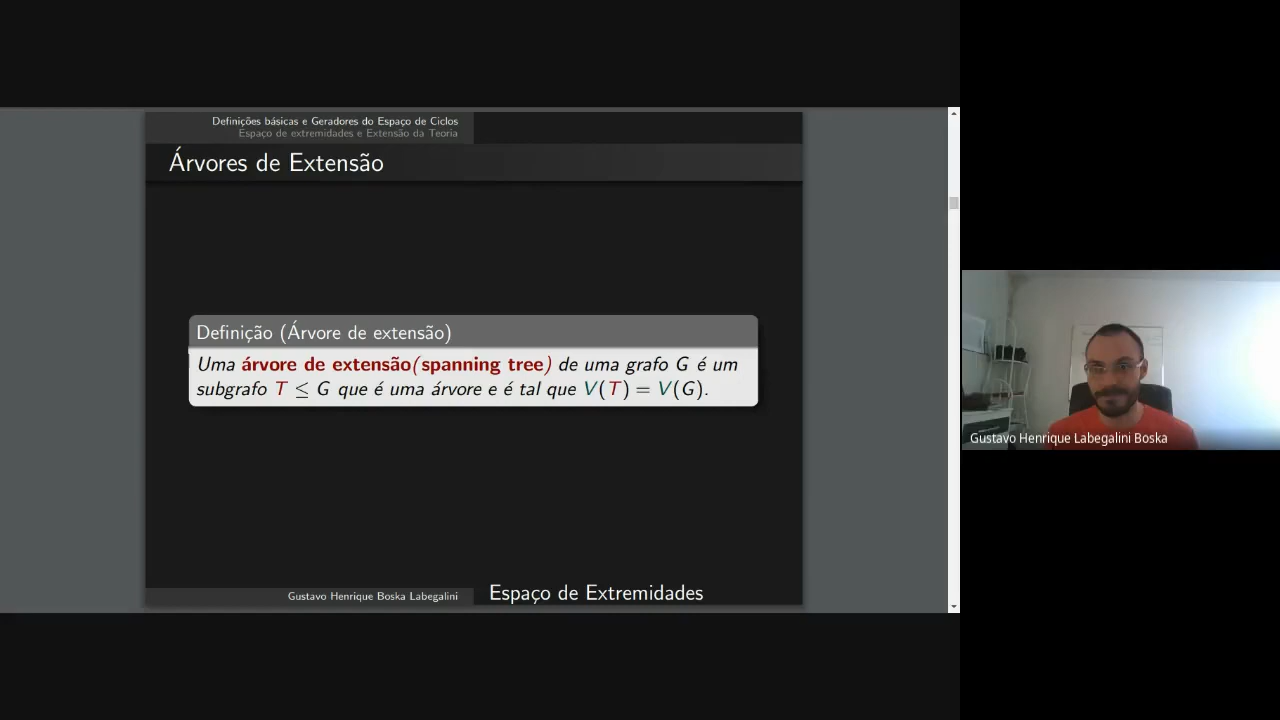 Definições básicas e Geradores do Espaço de Ciclos
Espaço de extremidades e Extensão da Teoria
Árvores de Extensão
Definição (Árvore de extensão)
Uma árvore de extensão(spanning tree) de uma grafo G é um
subgrafo T ≤ G que é uma árvore e é tal que V(T) = V(G).
Gustavo Henrique Boska Labegalini
Espaço de Extremidades
Gustavo Henrique Labegalini Boska